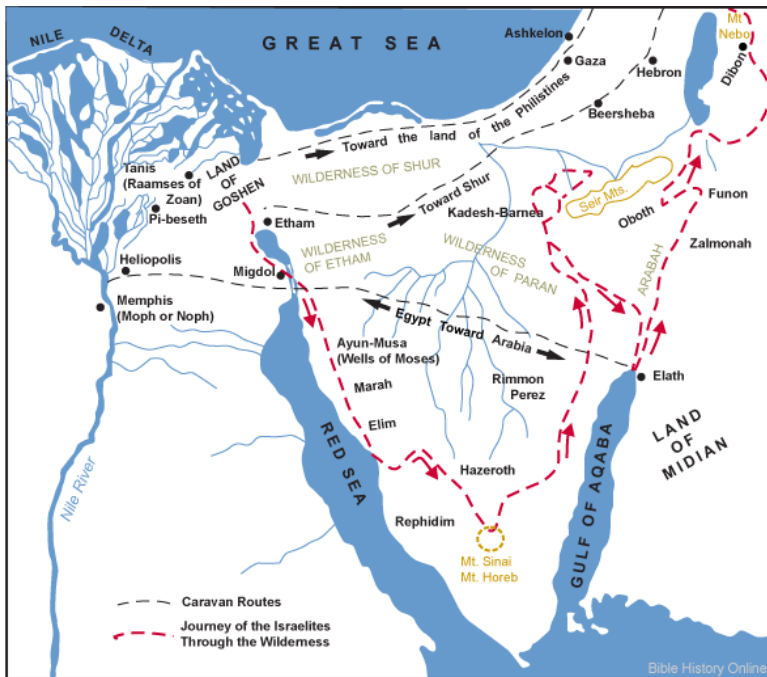 NILE DELTA
GREAT SEA
Ashkelon
Gaza
Hebron
Mt
Nebo
Dibon
Beersheba
Toward the land of the Philistines
WILDERNESS OF SHUR
Tanis
(Raamses of
Zoan)
LAND
OF
GOSHEN
Pi-beseth
Toward Shur
Kadesh-Barnea
Seir Mts.
Oboth
Funon
Etham
WILDERNESS
OF ETHAM
WILDERNESS
OF PARAN
ARABAH
Zalmonah
Heliopolis
Migdol
Memphis
(Moph or Noph)
Egypt Toward Arabia
Ayun-Musa
(Wells of Moses)
Rimmon
Perez
Elath
Marah
Elim
LAND
OF
MIDIAN
RED SEA
Hazeroth
GULF OF AQABA
Nile River
Rephidim
Mt. Sinai
Mt. Horeb
Caravan Routes
Journey of the Israelites
Through the Wilderness
Bible History Online